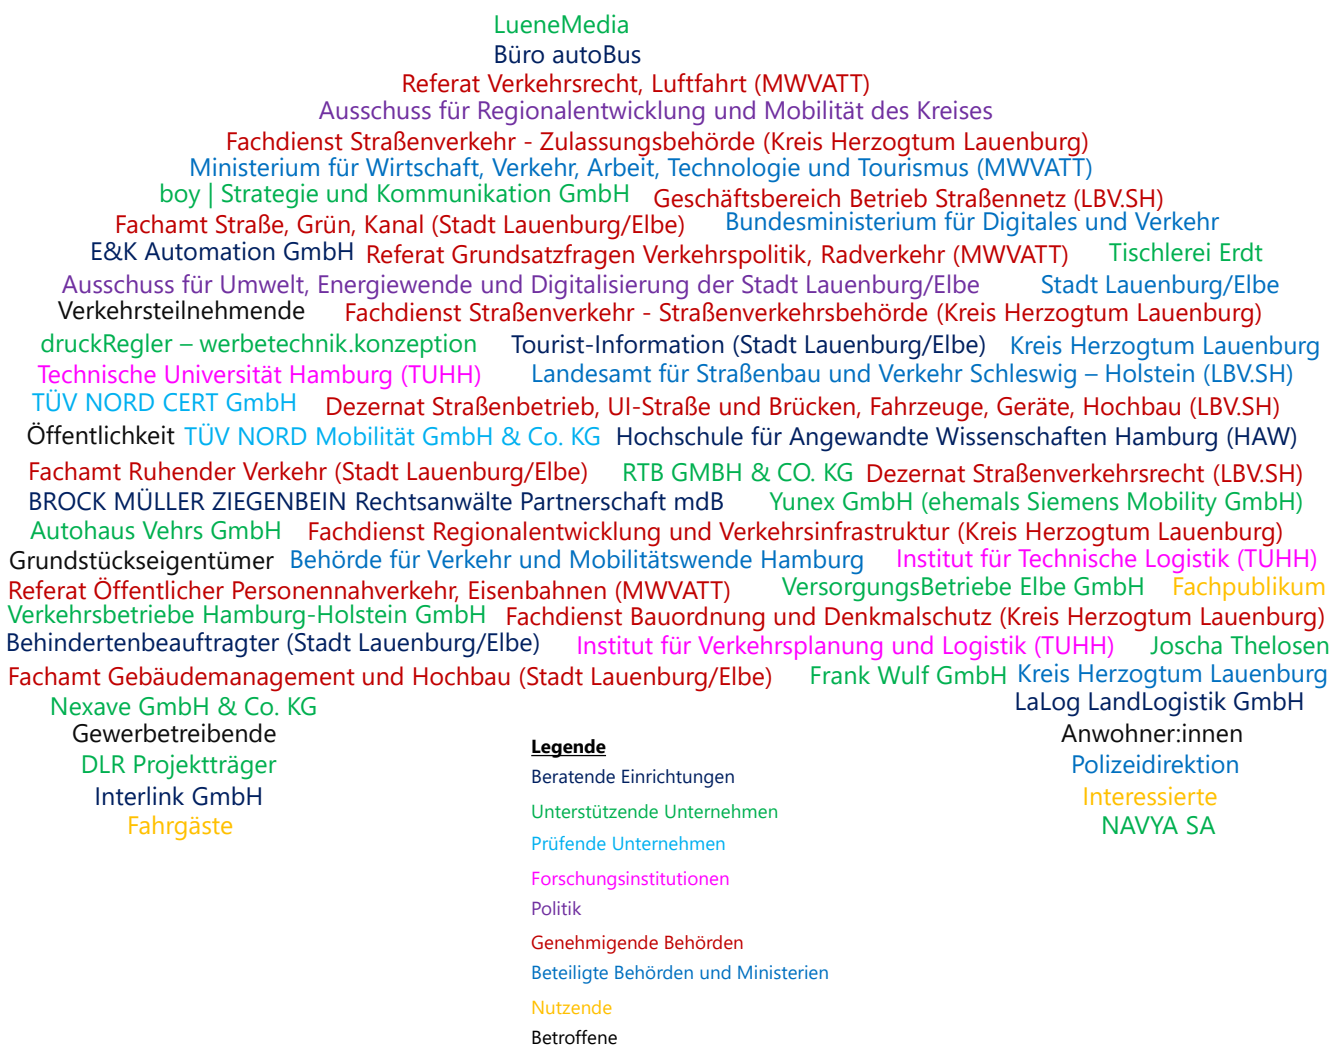 LueneMedia
Büro autoBus
Referat Verkehrsrecht, Luftfahrt (MWVATT)
Ausschuss für Regionalentwicklung und Mobilität des Kreises
Fachdienst Straßenverkehr - Zulassungsbehörde (Kreis Herzogtum Lauenburg)
Ministerium für Wirtschaft, Verkehr, Arbeit, Technologie und Tourismus (MWVATT)
boy | Strategie und Kommunikation GmbH Geschäftsbereich Betrieb Straßennetz (LBV.SH)
Fachamt Straße, Grün, Kanal (Stadt Lauenburg/Elbe) Bundesministerium für Digitales und Verkehr
E&K Automation GmbH Referat Grundsatzfragen Verkehrspolitik, Radverkehr (MWVATT) Tischlerei Erdt
Ausschuss für Umwelt, Energiewende und Digitalisierung der Stadt Lauenburg/Elbe Stadt Lauenburg/Elbe
Verkehrsteilnehmende Fachdienst Straßenverkehr - Straßenverkehrsbehörde (Kreis Herzogtum Lauenburg)
druckRegler – werbetechnik.konzeption Tourist-Information (Stadt Lauenburg/Elbe) Kreis Herzogtum Lauenburg
Technische Universität Hamburg (TUHH) Landesamt für Straßenbau und Verkehr Schleswig – Holstein (LBV.SH)
TÜV NORD CERT GmbH Dezernat Straßenbetrieb, UI-Straße und Brücken, Fahrzeuge, Geräte, Hochbau (LBV.SH)
Öffentlichkeit TÜV NORD Mobilität GmbH & Co. KG Hochschule für Angewandte Wissenschaften Hamburg (HAW)
Fachamt Ruhender Verkehr (Stadt Lauenburg/Elbe) RTB GMBH & CO. KG Dezernat Straßenverkehrsrecht (LBV.SH)
BROCK MÜLLER ZIEGENBEIN Rechtsanwälte Partnerschaft mdB Yunex GmbH (ehemals Siemens Mobility GmbH)
Autohaus Vehrs GmbH Fachdienst Regionalentwicklung und Verkehrsinfrastruktur (Kreis Herzogtum Lauenburg)
Grundstückseigentümer Behörde für Verkehr und Mobilitätswende Hamburg Institut für Technische Logistik (TUHH)
Referat Öffentlicher Personennahverkehr, Eisenbahnen (MWVATT) VersorgungsBetriebe Elbe GmbH Fachpublikum
Verkehrsbetriebe Hamburg-Holstein GmbH Fachdienst Bauordnung und Denkmalschutz (Kreis Herzogtum Lauenburg)
Behindertenbeauftragter (Stadt Lauenburg/Elbe) Institut für Verkehrsplanung und Logistik (TUHH) Joscha Thelosen
Fachamt Gebäudemanagement und Hochbau (Stadt Lauenburg/Elbe) Frank Wulf GmbH Kreis Herzogtum Lauenburg
Nexave GmbH & Co. KG LaLog LandLogistik GmbH
Gewerbetreibende Anwohner:innen
DLR Projektträger Polizeidirektion
Interlink GmbH Interessierte
Fahrgäste NAVYA SA
Legende
Beratende Einrichtungen
Unterstützende Unternehmen
Prüfende Unternehmen
Forschungsinstitutionen
Politik
Genehmigende Behörden
Beteiligte Behörden und Ministerien
Nutzende
Betroffene